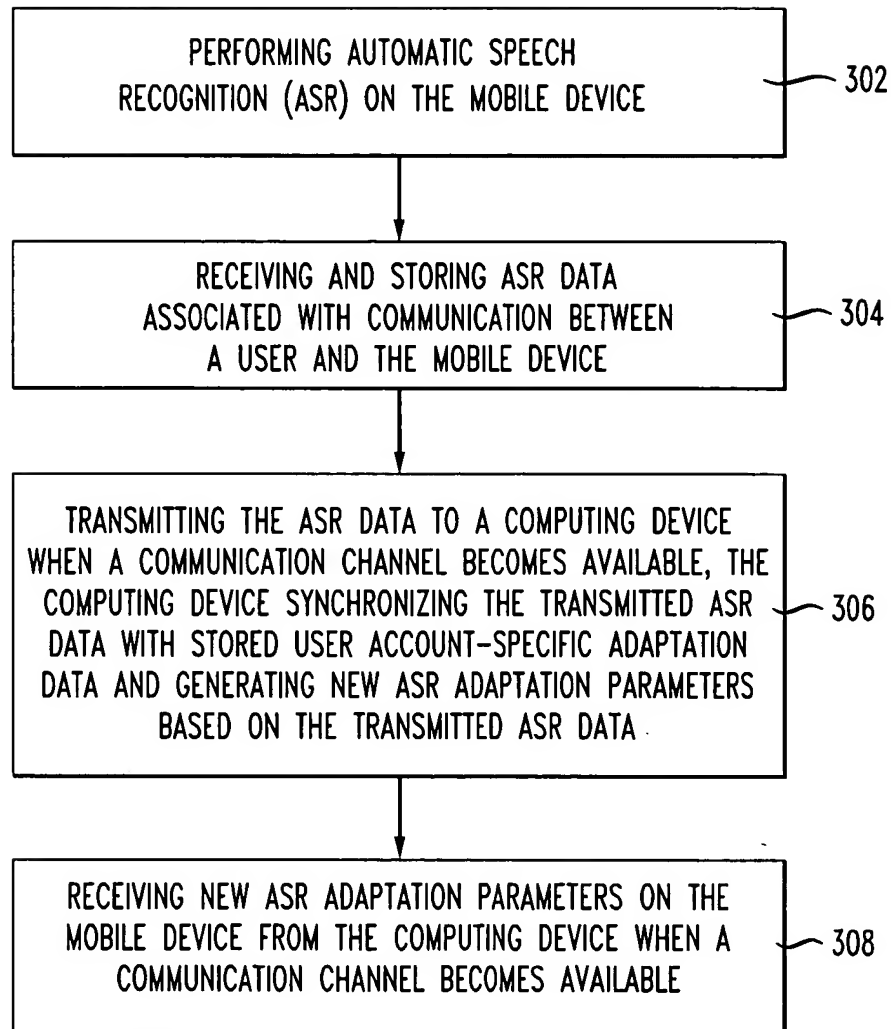 PERFORMING AUTOMATIC SPEECH
RECOGNITION (ASR) ON THE MOBILE DEVICE
302
RECEIVING AND STORING ASR DATA
ASSOCIATED WITH COMMUNICATION BETWEEN
A USER AND THE MOBILE DEVICE
304
TRANSMITTING THE ASR DATA TO A COMPUTING DEVICE
WHEN A COMMUNICATION CHANNEL BECOMES AVAILABLE, THE
COMPUTING DEVICE SYNCHRONIZING THE TRANSMITTED ASR
DATA WITH STORED USER ACCOUNT-SPECIFIC ADAPTATION
DATA AND GENERATING NEW ASR ADAPTATION PARAMETERS
BASED ON THE TRANSMITTED ASR DATA
306
RECEIVING NEW ASR ADAPTATION PARAMETERS ON THE
MOBILE DEVICE FROM THE COMPUTING DEVICE WHEN A
COMMUNICATION CHANNEL BECOMES AVAILABLE
308